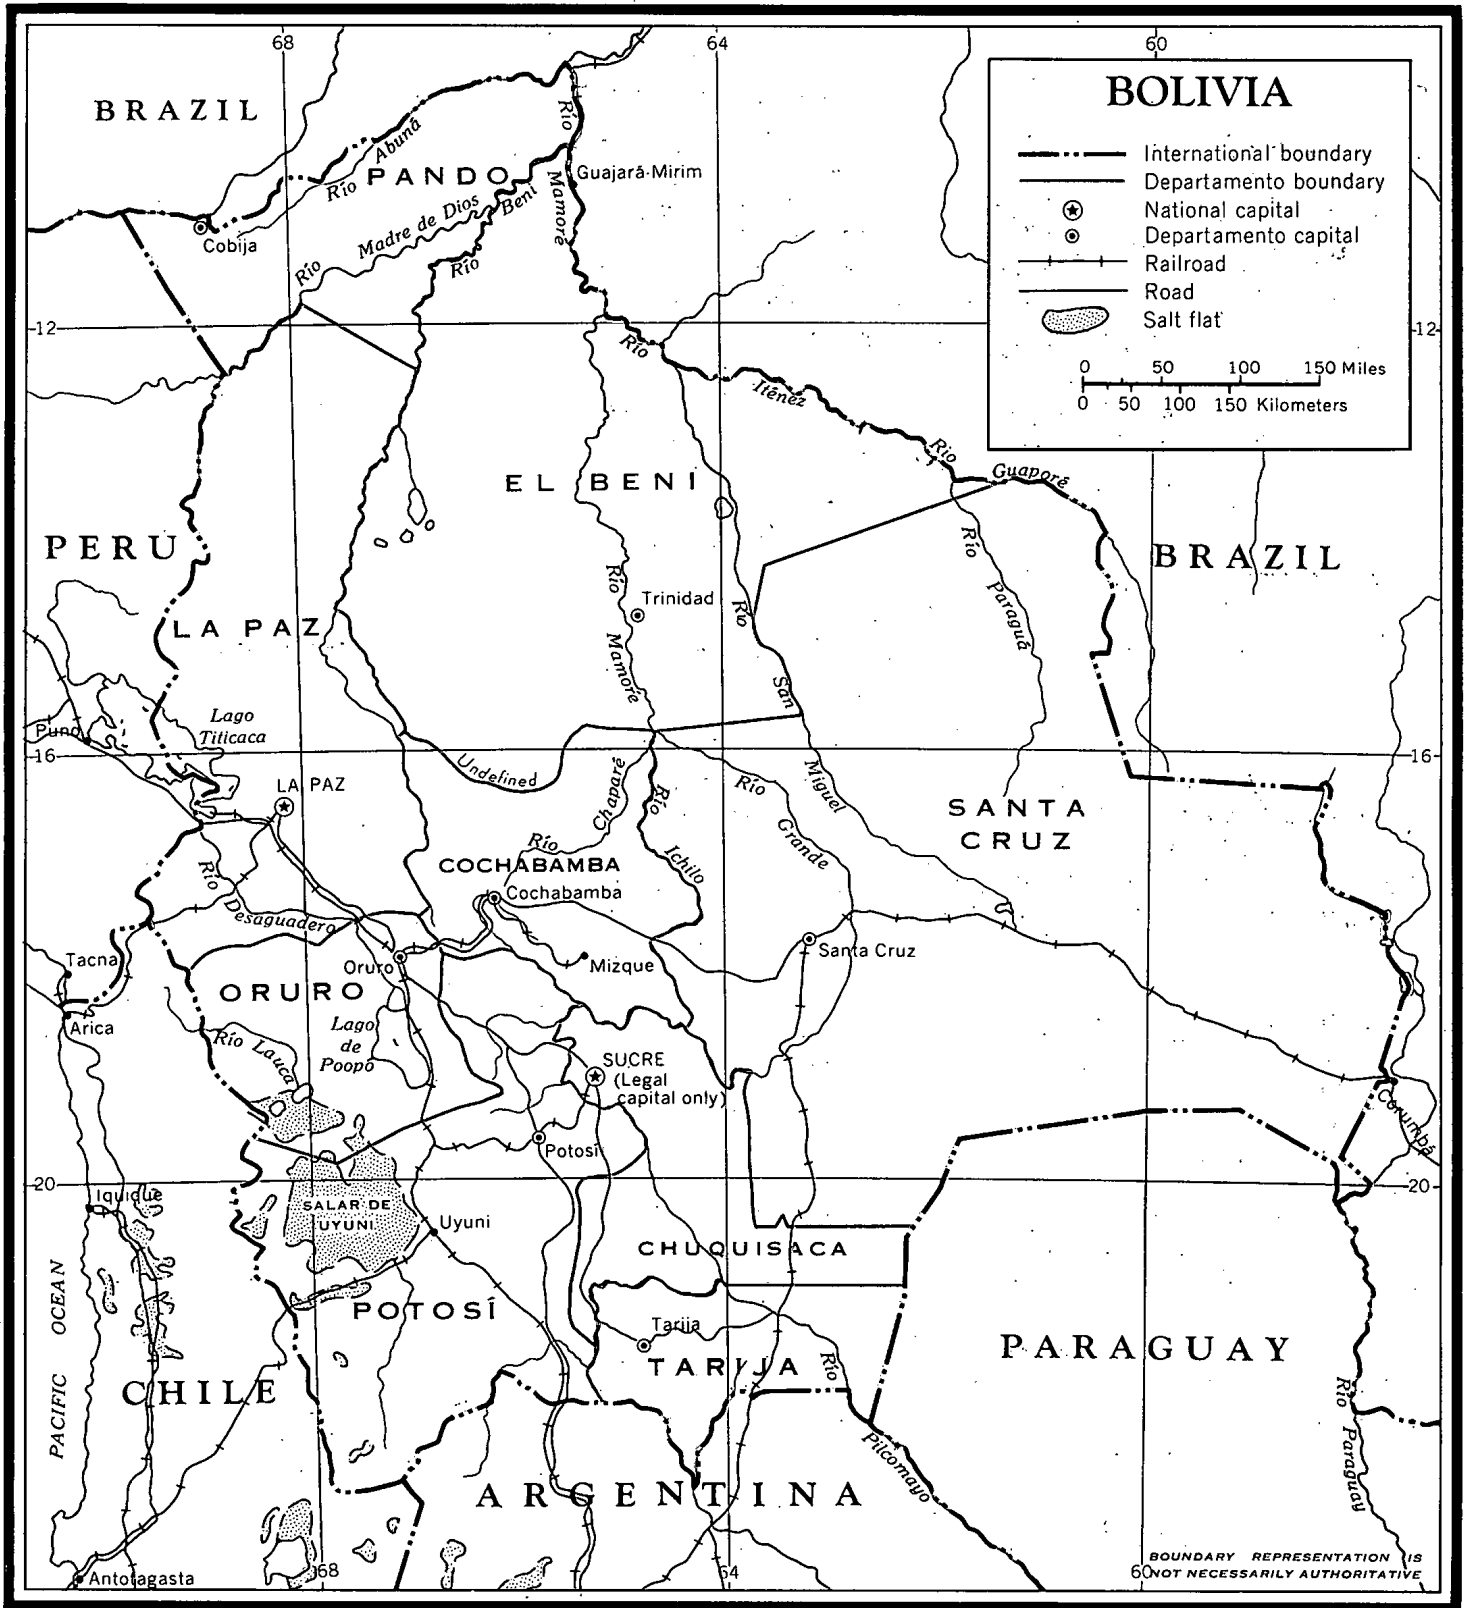 68
64
60
BRAZIL
BOLIVIA
International boundary
Departamento boundary
National capital
Departamento capital
Railroad
Road
Salt flat
0 50 100 150 Miles
0 50 100 150 Kilometers
Río Abuná
PANDO
Río
Guajará-Mirim
Mamoré
Cobija
Río Madre de Dios
Río Beni
12
12
Río Iténez
Río Guaporé
EL BENI
PERU
BRAZIL
Río Paraguá
Trinidad
Río Mamoré
LA PAZ
Río San Miguel
Lago
Titicaca
Puno
16
16
Undefined
LA PAZ
Río Chaparé
Río Ichilo
Río Grande
SANTA
CRUZ
COCHABAMBA
Cochabamba
Río Desaguadero
Oruro
Mizque
Santa Cruz
Tacna
Arica
ORURO
Río Lauca
Lago
de
Poopó
SUCRE
(Legal
capital only)
Corumbá
Potosí
20
20
Iquique
SALAR DE
UYUNI
Uyuni
CHUQUISACA
PACIFIC OCEAN
POTOSÍ
Tarija
TARIJA
PARAGUAY
CHILE
Río Pilcomayo
Río Paraguay
ARGENTINA
Antofagasta
68
64
60
BOUNDARY REPRESENTATION IS
NOT NECESSARILY AUTHORITATIVE